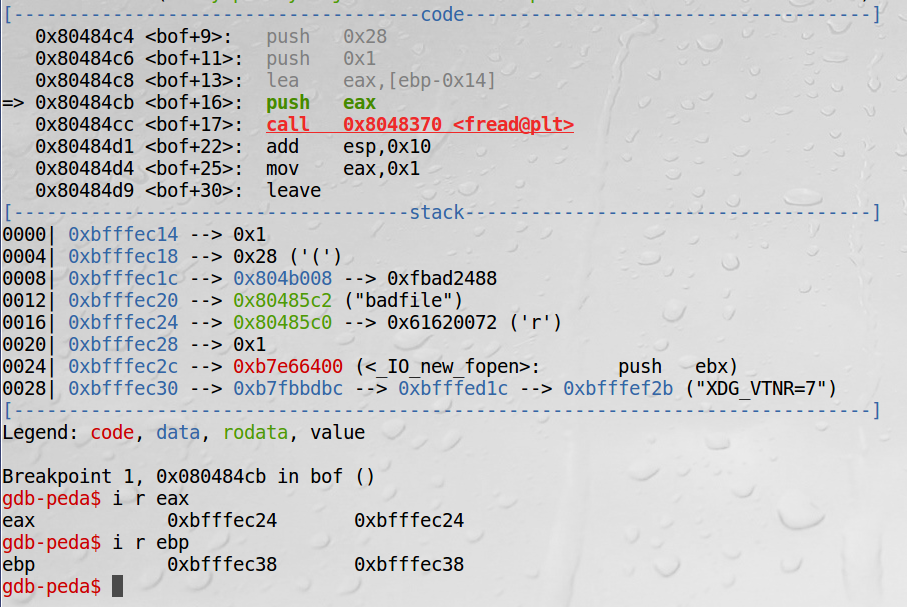 [-------------------------------------code-------------------------------------]
   0x80484c4 <bof+9>:	push   0x28
   0x80484c6 <bof+11>:	push   0x1
   0x80484c8 <bof+13>:	lea    eax,[ebp-0x14]
=> 0x80484cb <bof+16>:	push   eax
   0x80484cc <bof+17>:	call   0x8048370 <fread@plt>
   0x80484d1 <bof+22>:	add    esp,0x10
   0x80484d4 <bof+25>:	mov    eax,0x1
   0x80484d9 <bof+30>:	leave
[------------------------------------stack-------------------------------------]
0000| 0xbfffec14 --> 0x1
0004| 0xbfffec18 --> 0x28 ('(')
0008| 0xbfffec1c --> 0x804b008 --> 0xfbad2488
0012| 0xbfffec20 --> 0x80485c2 ("badfile")
0016| 0xbfffec24 --> 0x80485c0 --> 0x61620072 ('r')
0020| 0xbfffec28 --> 0x1
0024| 0xbfffec2c --> 0xb7e66400 (<_IO_new_fopen>:	push   ebx)
0028| 0xbfffec30 --> 0xb7fbbdbc --> 0xbfffed1c --> 0xbfffef2b ("XDG_VTNR=7")
[------------------------------------------------------------------------------]
Legend: code, data, rodata, value

Breakpoint 1, 0x080484cb in bof ()
gdb-peda$ i r eax
eax            0xbfffec24	0xbfffec24
gdb-peda$ i r ebp
ebp            0xbfffec38	0xbfffec38
gdb-peda$